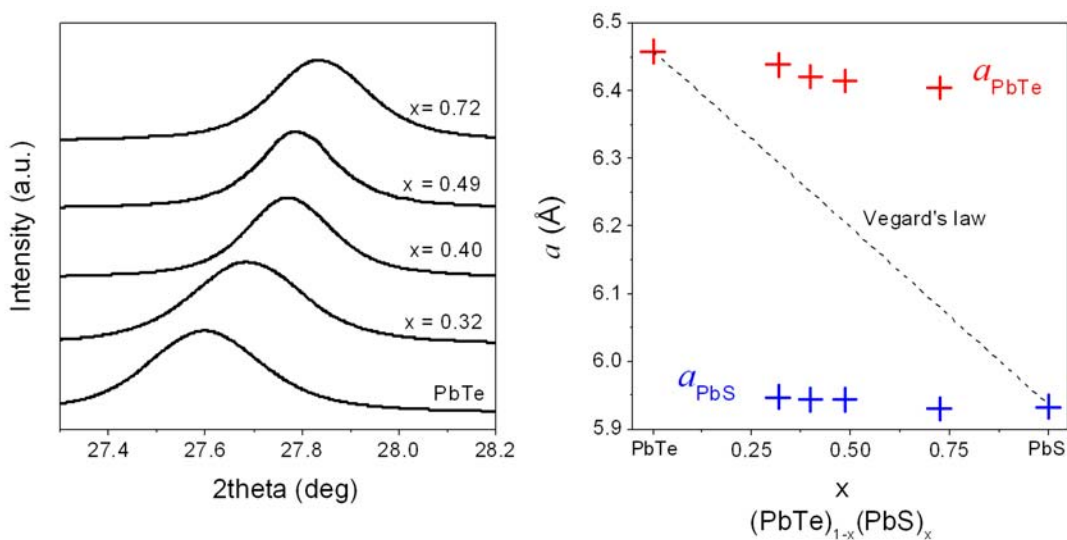 Intensity (a.u.)
x= 0.72
x = 0.49
x = 0.40
x = 0.32
PbTe
27.4 27.6 27.8 28.0 28.2
2theta (deg)
a (Å)
6.5
6.4
6.3
6.2
6.1
6.0
5.9
aPbTe
Vegard's law
aPbS
PbTe 0.25 0.50 0.75 PbS
x
(PbTe)1-x(PbS)x